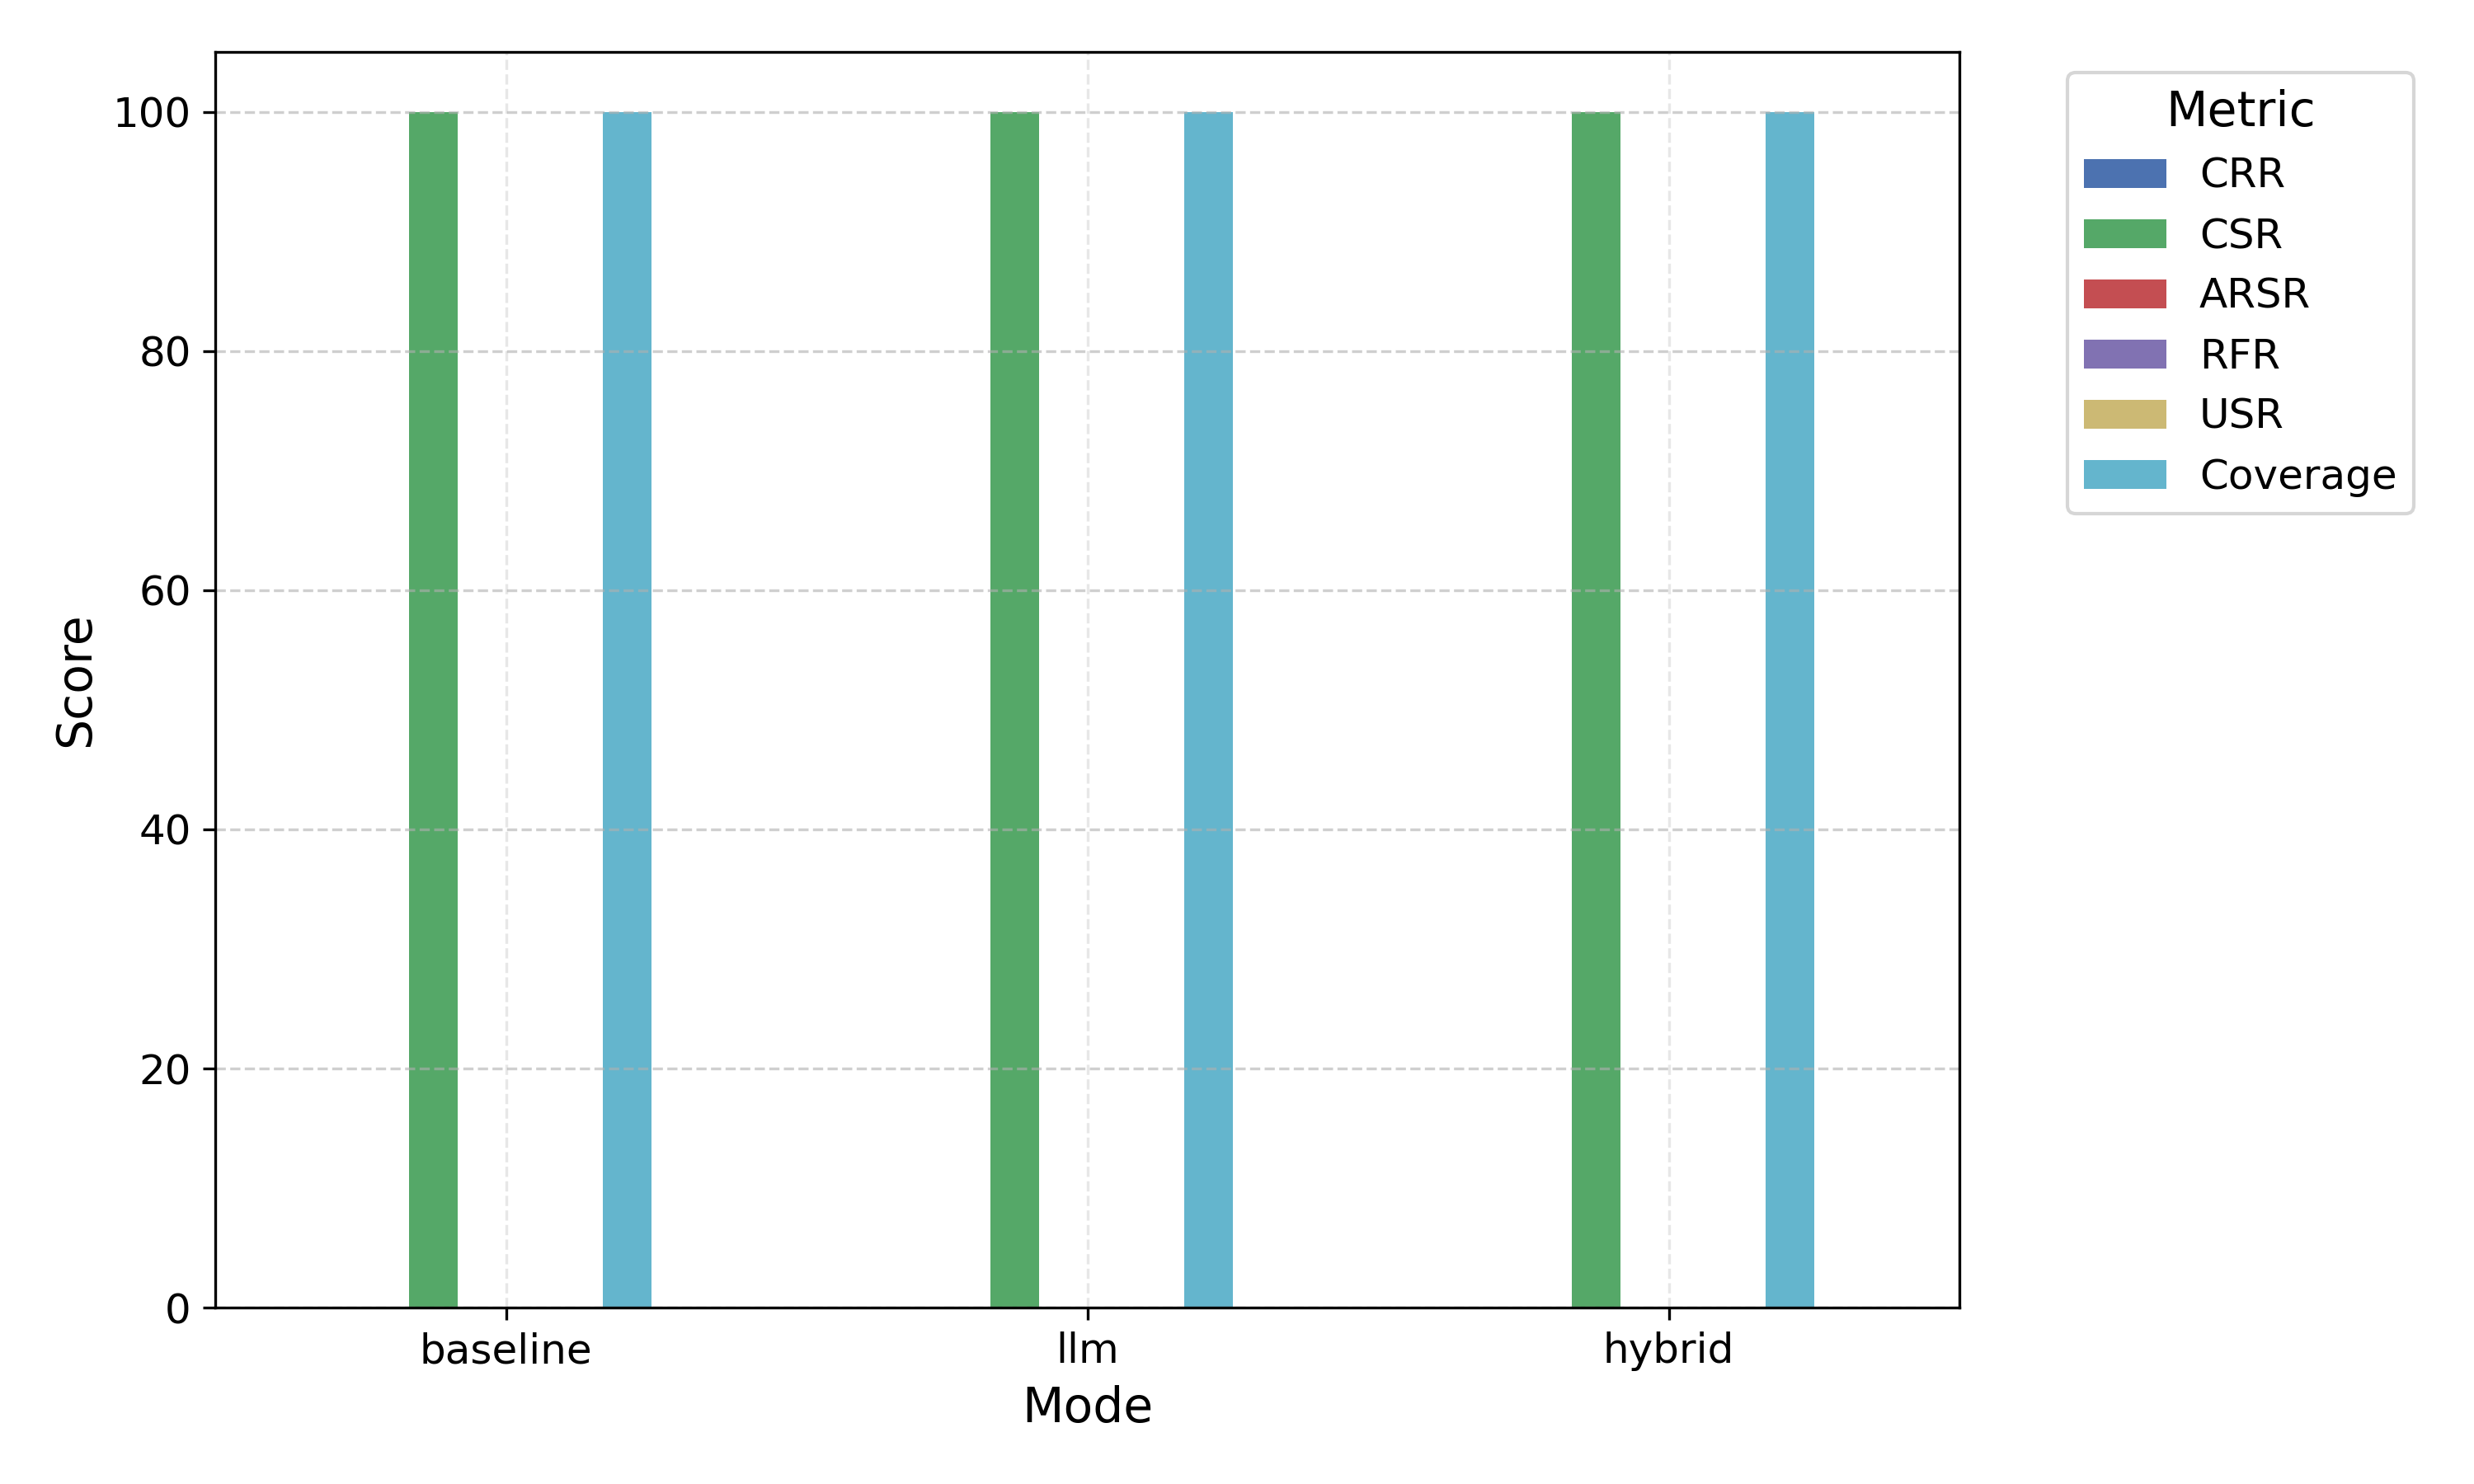 100
80
60
40
20
0
Score
baseline
llm
hybrid
Mode
Metric
CRR
CSR
ARSR
RFR
USR
Coverage